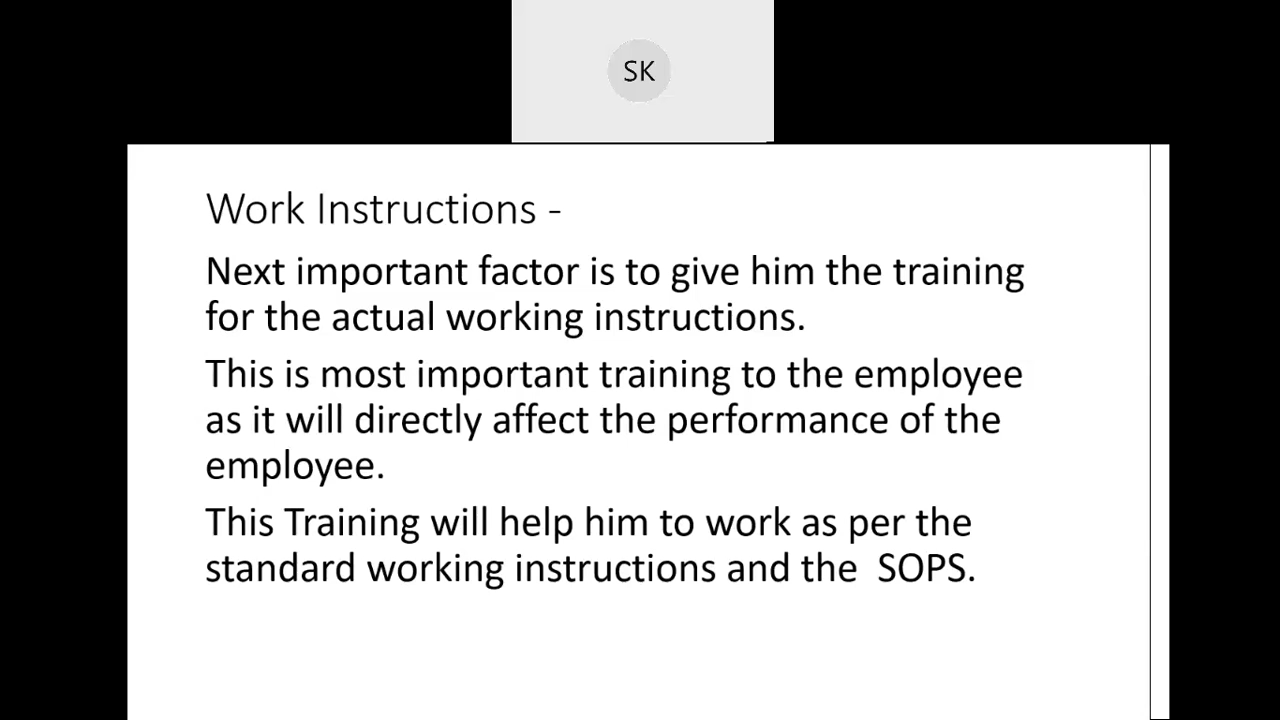 SK
Work Instructions -
Next important factor is to give him the training
for the actual working instructions.
This is most important training to the employee
as it will directly affect the performance of the
employee.
This Training will help him to work as per the
standard working instructions and the  SOPS.